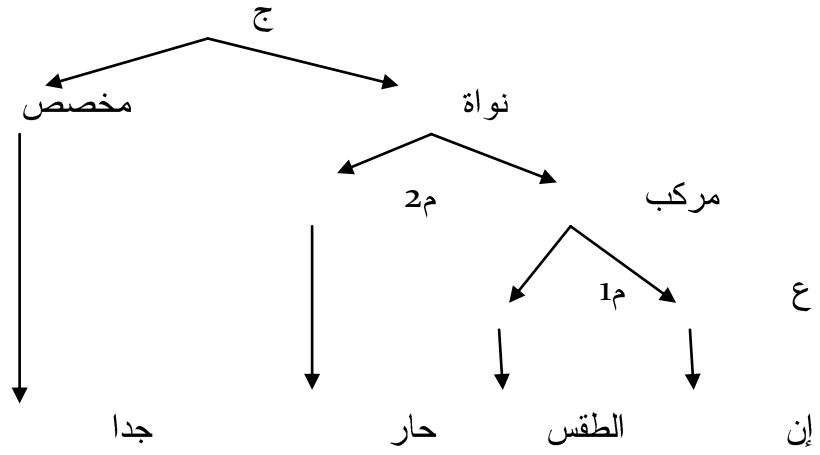 ج
نواة مخصص
مركب م2
ع م1
إن الطقس حار جدا